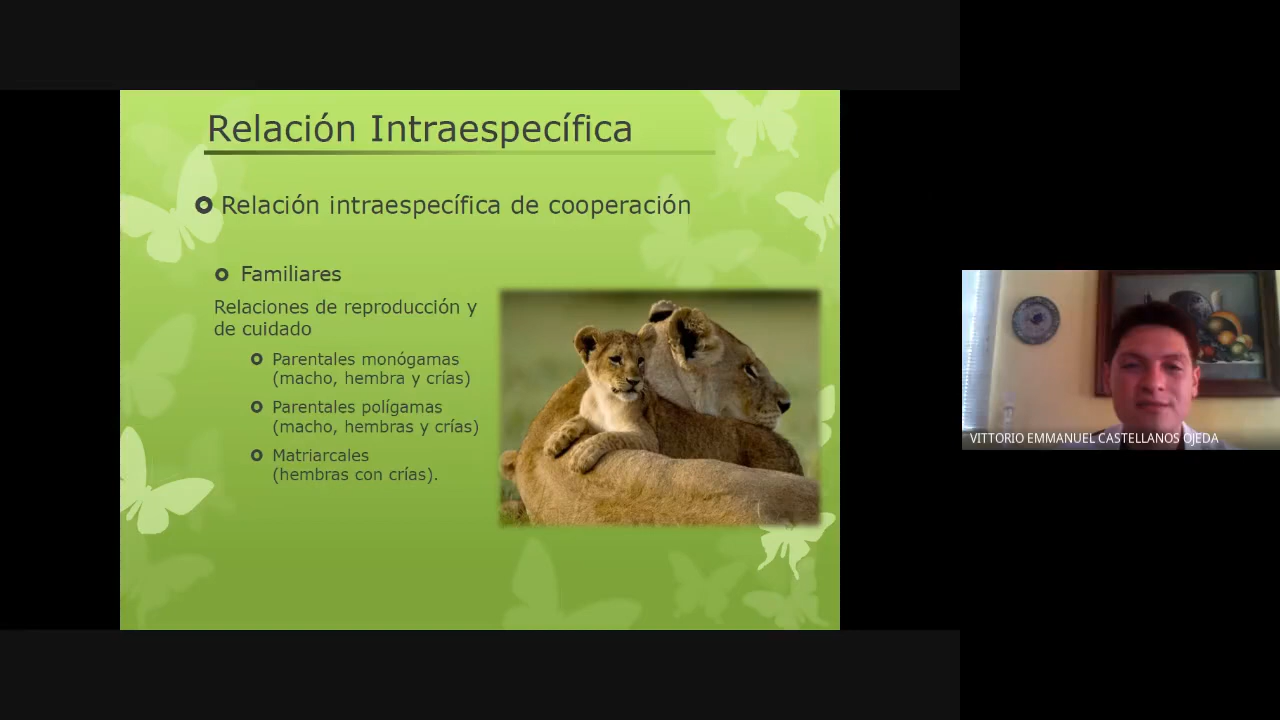 Relación Intraespecífica
Relación intraespecífica de cooperación
Familiares
Relaciones de reproducción y
de cuidado
Parentales monógamas
(macho, hembra y crías)
Parentales polígamas
(macho, hembras y crías)
Matriarcales
(hembras con crías).
VITTORIO EMMANUEL CASTELLANOS OJEDA